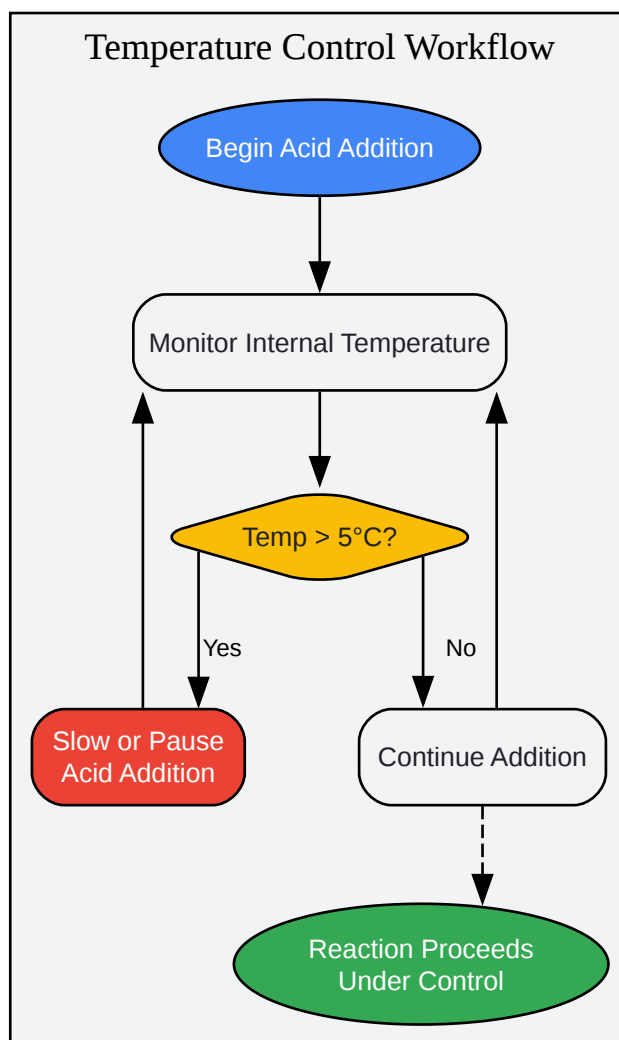 Temperature Control Workflow
Begin Acid Addition
Monitor Internal Temperature
Temp > 5°C?
Yes
No
Slow or Pause
Acid Addition
Continue Addition
Reaction Proceeds
Under Control